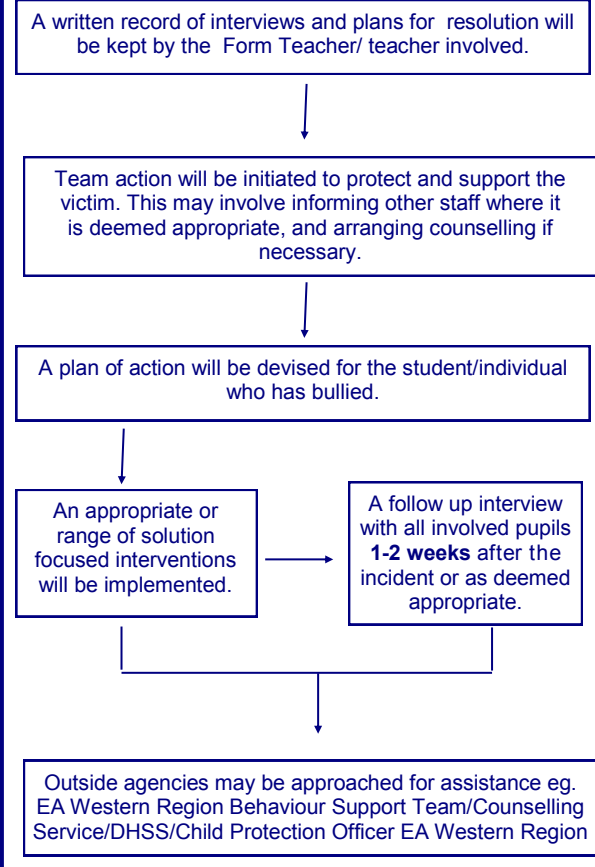 A written record of interviews and plans for resolution will
be kept by the Form Teacher/ teacher involved.
Team action will be initiated to protect and support the
victim. This may involve informing other staff where it
is deemed appropriate, and arranging counselling if
necessary.
A plan of action will be devised for the student/individual
who has bullied.
An appropriate or
range of solution
focused interventions
will be implemented.
A follow up interview
with all involved pupils
1-2 weeks after the
incident or as deemed
appropriate.
Outside agencies may be approached for assistance eg.
EA Western Region Behaviour Support Team/Counselling
Service/DHSS/Child Protection Officer EA Western Region